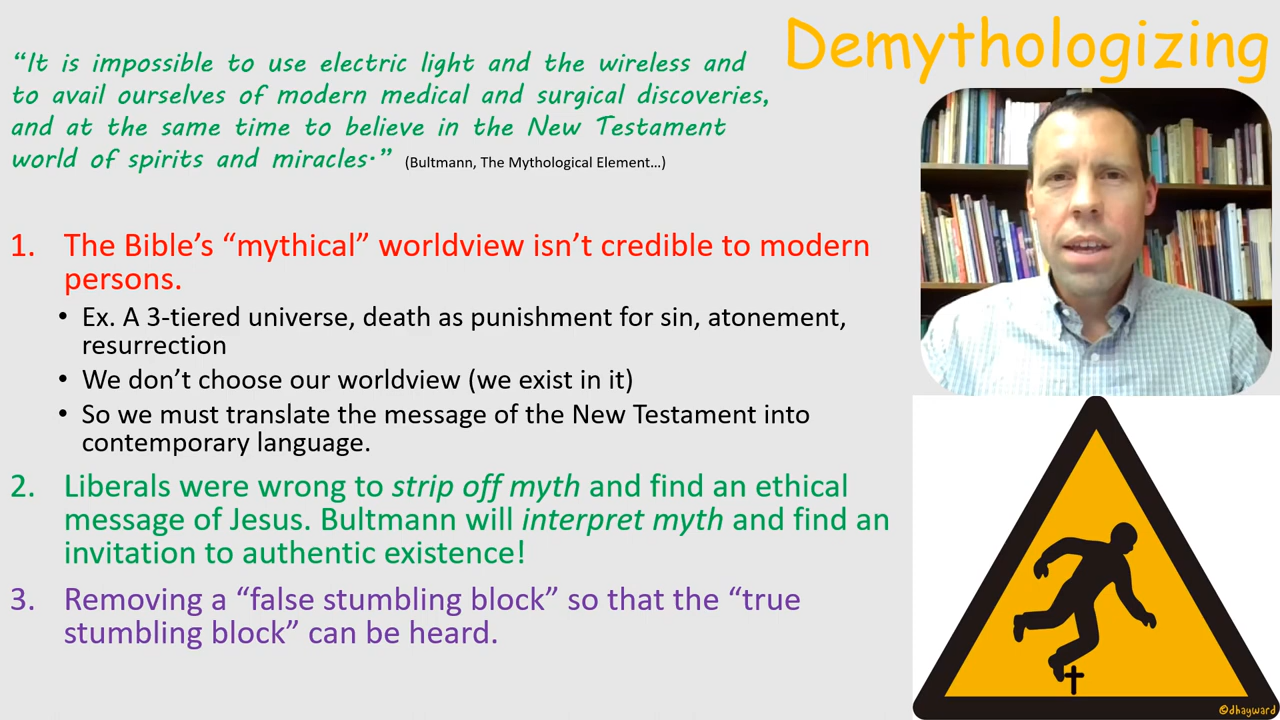 Demythologizing
“It is impossible to use electric light and the wireless and
to avail ourselves of modern medical and surgical discoveries,
and at the same time to believe in the New Testament
world of spirits and miracles.” (Bultmann, The Mythological Element…)
1. The Bible’s “mythical” worldview isn’t credible to modern
persons.
• Ex. A 3-tiered universe, death as punishment for sin, atonement,
resurrection
• We don’t choose our worldview (we exist in it)
• So we must translate the message of the New Testament into
contemporary language.
2. Liberals were wrong to strip off myth and find an ethical
message of Jesus. Bultmann will interpret myth and find an
invitation to authentic existence!
3. Removing a “false stumbling block” so that the “true
stumbling block” can be heard.
@dhayward